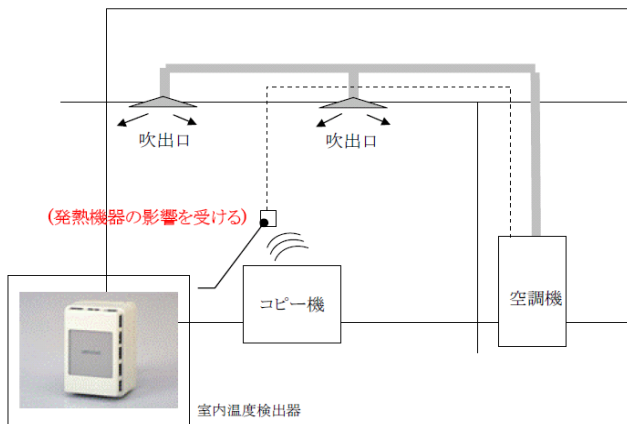 吹出口
吹出口
(発熱機器の影響を受ける)
コピー機
空調機
室内温度検出器